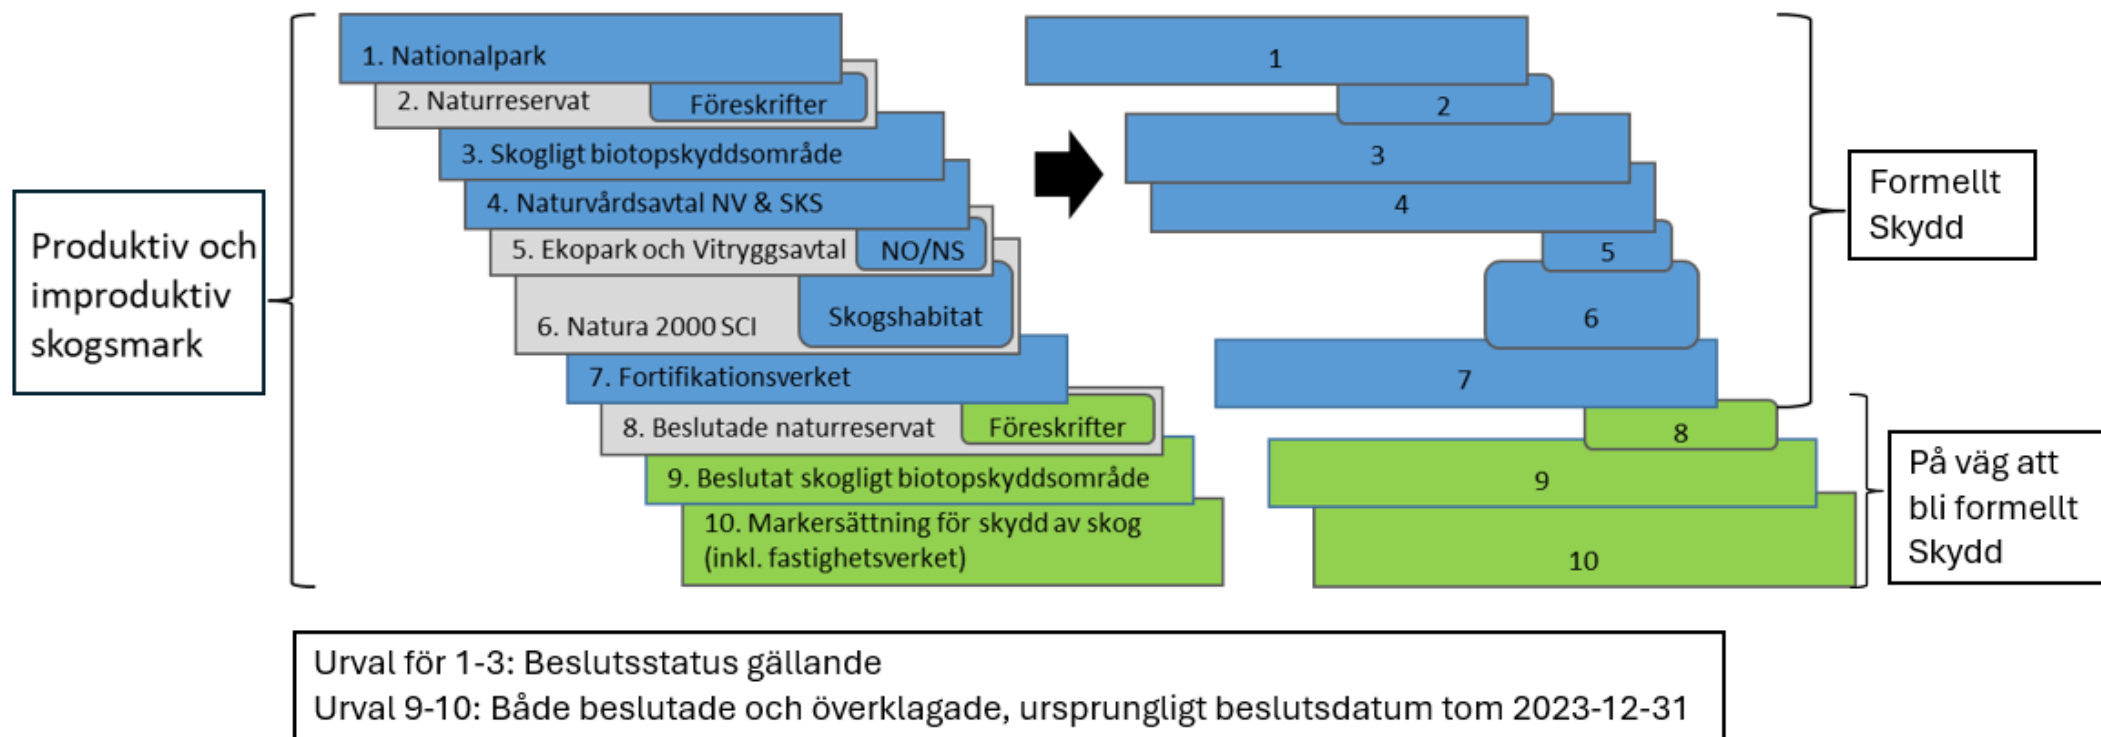 Produktiv och
improduktiv
skogsmark
1. Nationalpark
2. Naturreservat
Föreskrifter
3. Skogligt biotopskyddsområde
4. Naturvårdsavtal NV & SKS
5. Ekopark och Vitryggsavtal
NO/NS
6. Natura 2000 SCI
Skogshabitat
7. Fortifikationsverket
8. Beslutade naturreservat
Föreskrifter
9. Beslutat skogligt biotopskyddsområde
10. Markersättning för skydd av skog
(inkl. fastighetsverket)
1
2
3
4
5
6
7
8
9
10
Formellt
Skydd
På väg att
bli formellt
Skydd
Urval för 1-3: Beslutsstatus gällande
Urval 9-10: Både beslutade och överklagade, ursprungligt beslutsdatum tom 2023-12-31